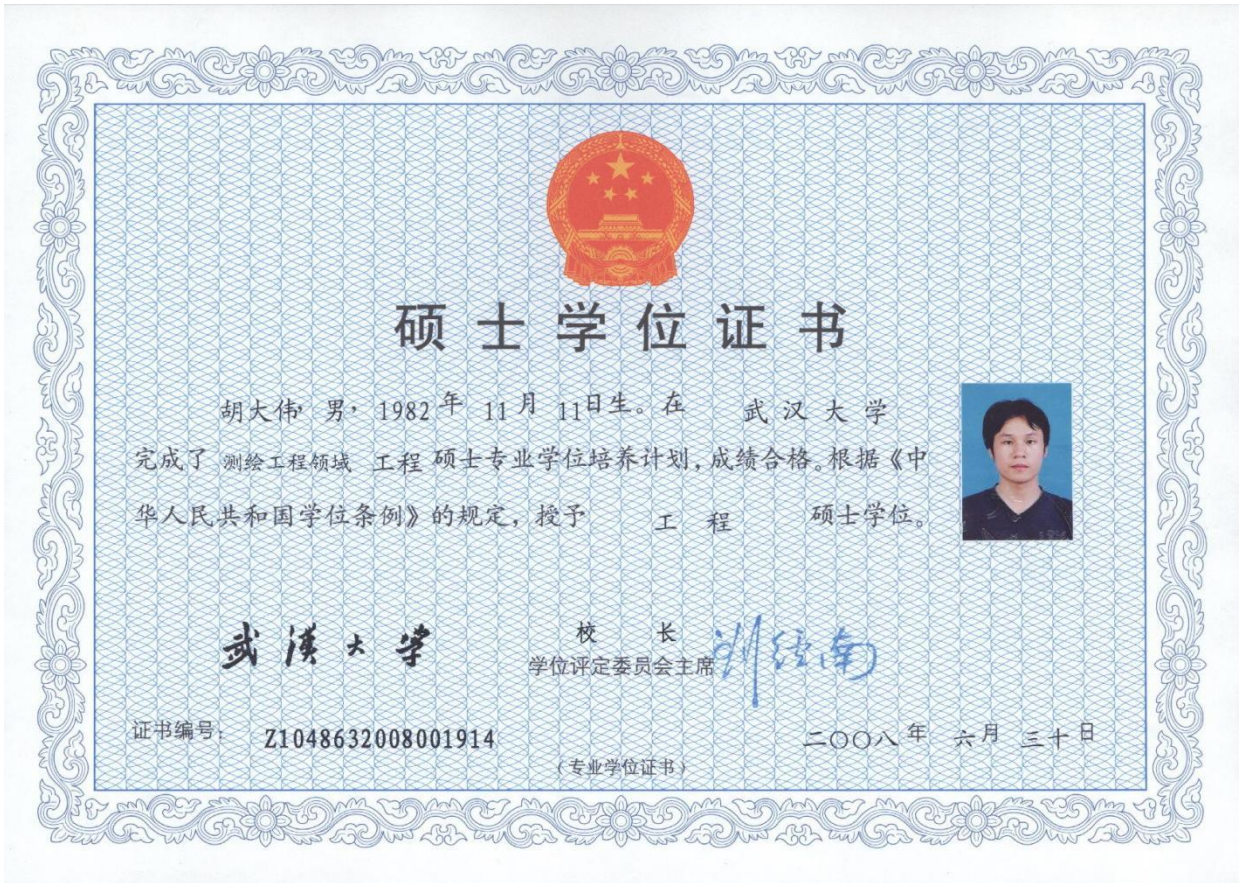 硕士学位证书
胡大伟，男，1982年 11月 11日生。在 武汉大学
完成了 测绘工程领域 工程 硕士专业学位培养计划，成绩合格。根据《中
华人民共和国学位条例》的规定，授予 工程 硕士学位。
武漢大学
校 长
学位评定委员会主席 刘经南
证书编号：Z1048632008001914
二〇〇八年 六月 三十日
（专业学位证书）